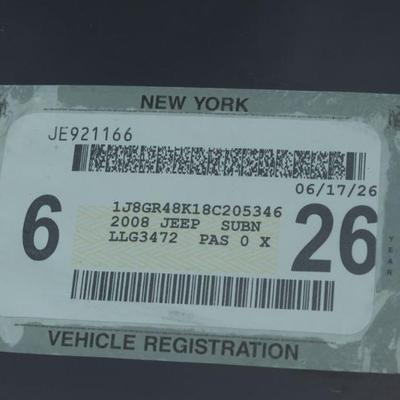 NEW YORK
JE921166
06/17/26
1J8GR48K18C205346
2008 JEEP SUBN
LLG3472 PAS 0 X
6
26
YEAR
VEHICLE REGISTRATION